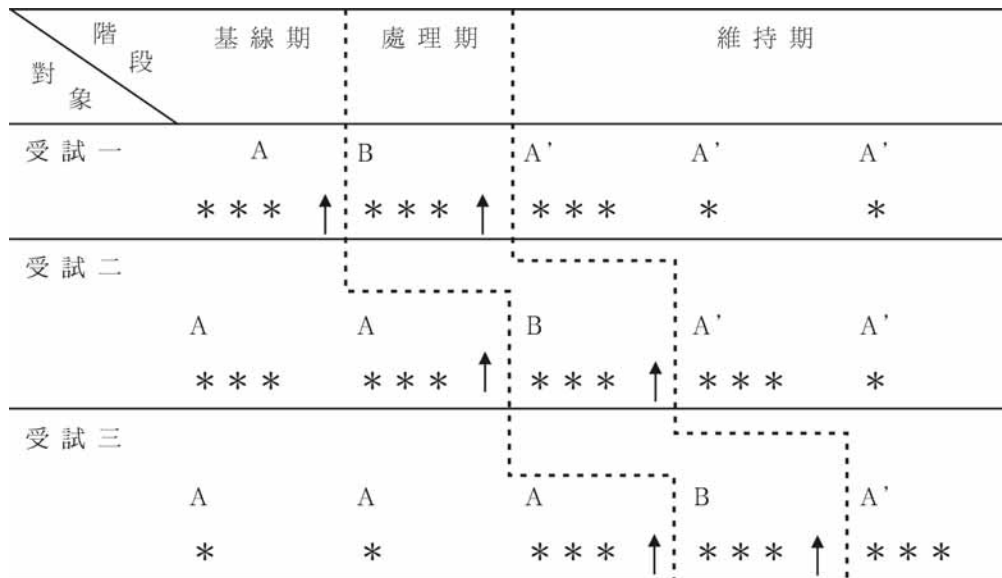 階段 基線期 處理期 維持期
對象
受試一 A B A’ A’ A’
*** ↑ *** ↑ *** * *
受試二
A A B A’ A’
*** *** ↑ *** ↑ *** *
受試三
A A A B A’
* * *** ↑ *** ↑ ***